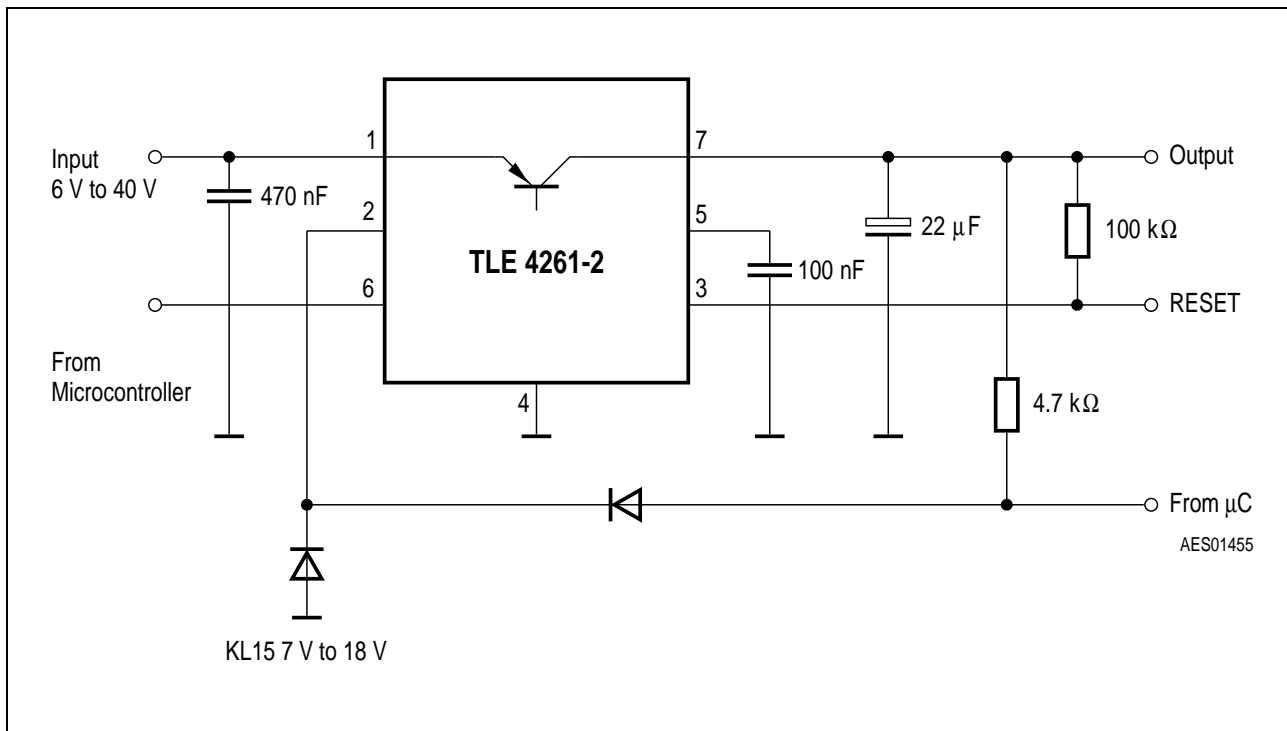 1
7
Input
6 V to 40 V
470 nF
2
5
Output
22 μF
100 kΩ
TLE 4261-2
100 nF
6
3
RESET
From
Microcontroller
4
4.7 kΩ
From μC
AES01455
KL15 7 V to 18 V